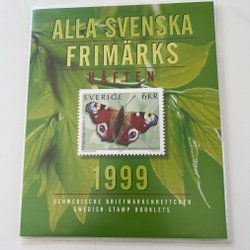 ALLA SVENSKA
FRIMÄRKS
HÄFTEN
SVERIGE 6KR
1999
SCHWEDISCHE BRIEFMARKENHEFTCHEN
SWEDISH STAMP BOOKLETS